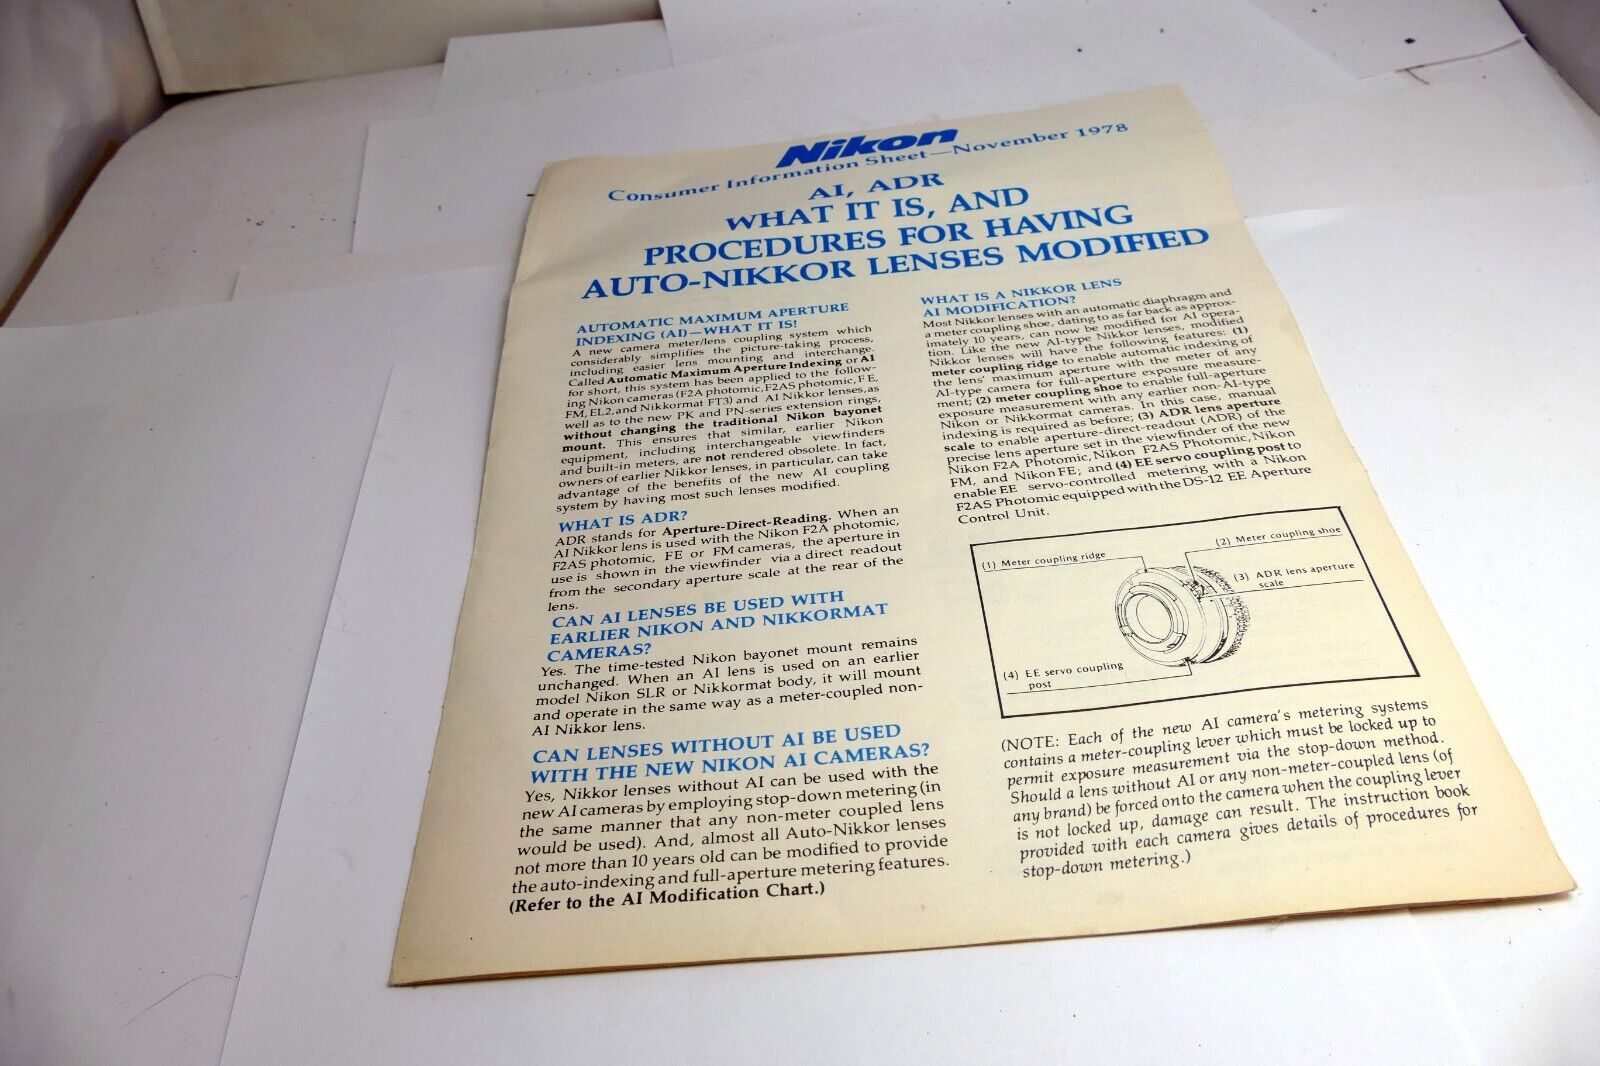 Nikon
Consumer Information Sheet—November 1978
AI, ADR
WHAT IT IS, AND
PROCEDURES FOR HAVING
AUTO-NIKKOR LENSES MODIFIED
AUTOMATIC MAXIMUM APERTURE
INDEXING (AI)—WHAT IT IS!
A new camera meter/lens coupling system which
considerably simplifies the picture-taking process,
including easier lens mounting and interchange.
Called Automatic Maximum Aperture Indexing or AI
for short, this system has been applied to the follow-
ing Nikon cameras (F2A photomic, F2AS photomic, FE,
FM, EL2, and Nikkormat FT3) and AI Nikkor lenses, as
well as to the new PK and PN-series extension rings,
without changing the traditional Nikon bayonet
mount. This ensures that similar, earlier Nikon
equipment, including interchangeable viewfinders
and built-in meters, are not rendered obsolete. In fact,
owners of earlier Nikkor lenses, in particular, can take
advantage of the benefits of the new AI coupling
system by having most such lenses modified.
WHAT IS ADR?
ADR stands for Aperture-Direct-Reading. When an
AI Nikkor lens is used with the Nikon F2A photomic,
F2AS photomic, FE or FM cameras, the aperture in
use is shown in the viewfinder via a direct readout
from the secondary aperture scale at the rear of the
lens.
CAN AI LENSES BE USED WITH
EARLIER NIKON AND NIKKORMAT
CAMERAS?
Yes. The time-tested Nikon bayonet mount remains
unchanged. When an AI lens is used on an earlier
model Nikon SLR or Nikkormat body, it will mount
and operate in the same way as a meter-coupled non-
AI Nikkor lens.
CAN LENSES WITHOUT AI BE USED
WITH THE NEW NIKON AI CAMERAS?
Yes, Nikkor lenses without AI can be used with the
new AI cameras by employing stop-down metering (in
the same manner that any non-meter coupled lens
would be used). And, almost all Auto-Nikkor lenses
not more than 10 years old can be modified to provide
the auto-indexing and full-aperture metering features.
(Refer to the AI Modification Chart.)
WHAT IS A NIKKOR LENS
AI MODIFICATION?
Most Nikkor lenses with an automatic diaphragm and
a meter coupling shoe, dating to as far back as approx-
imately 10 years, can now be modified for AI opera-
tion. Like the new AI-type Nikkor lenses, modified
Nikkor lenses will have the following features: (1)
meter coupling ridge to enable automatic indexing of
the lens' maximum aperture with the meter of any
AI-type camera for full-aperture exposure measure-
ment; (2) meter coupling shoe to enable full-aperture
exposure measurement with any earlier non-AI-type
Nikon or Nikkormat cameras. In this case, manual
indexing is required as before; (3) ADR lens aperture
scale to enable aperture-direct-readout (ADR) of the
precise lens aperture set in the viewfinder of the new
Nikon F2A Photomic, Nikon F2AS Photomic, Nikon
FM, and Nikon FE; and (4) EE servo coupling post to
enable EE servo-controlled metering with a Nikon
F2AS Photomic equipped with the DS-12 EE Aperture
Control Unit.
(1) Meter coupling ridge
(2) Meter coupling shoe
(3) ADR lens aperture
scale
(4) EE servo coupling
post
(NOTE: Each of the new AI camera's metering systems
contains a meter-coupling lever which must be locked up to
permit exposure measurement via the stop-down method.
Should a lens without AI or any non-meter-coupled lens (of
any brand) be forced onto the camera when the coupling lever
is not locked up, damage can result. The instruction book
provided with each camera gives details of procedures for
stop-down metering.)